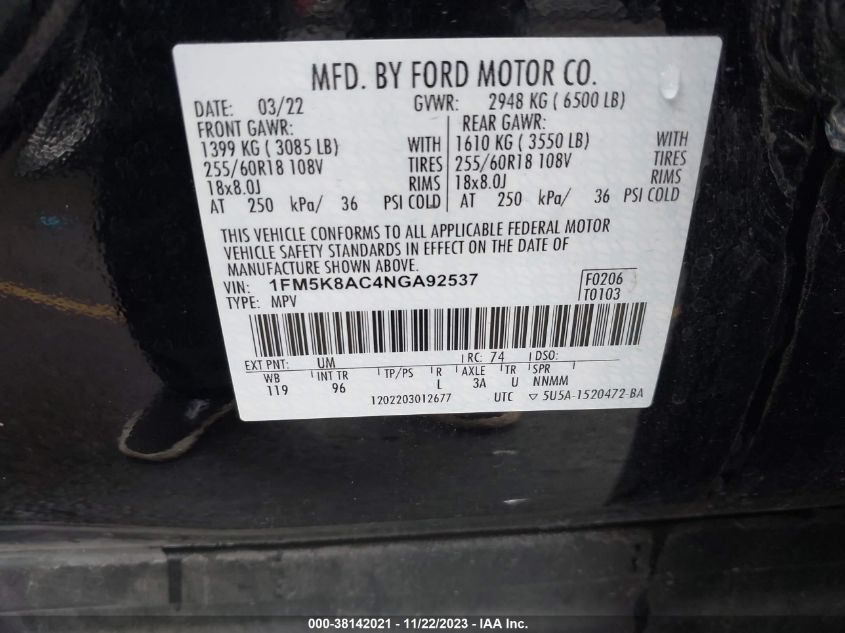 MFD. BY FORD MOTOR CO.
DATE: 03/22 GVWR: 2948 KG ( 6500 LB)
FRONT GAWR: REAR GAWR:
1399 KG ( 3085 LB) WITH 1610 KG ( 3550 LB) WITH
255/60R18 108V TIRES 255/60R18 108V TIRES
18x8.0J RIMS 18x8.0J RIMS
AT 250 kPa/ 36 PSI COLD AT 250 kPa/ 36 PSI COLD
THIS VEHICLE CONFORMS TO ALL APPLICABLE FEDERAL MOTOR
VEHICLE SAFETY STANDARDS IN EFFECT ON THE DATE OF
MANUFACTURE SHOWN ABOVE.
VIN: 1FM5K8AC4NGA92537 F0206
TYPE: MPV T0103
EXT PNT: UM RC: 74 DSO:
WB INT TR TP/PS R AXLE TR SPR
119 96 L 3A U NNMM
1202203012677 UTC ▽ 5U5A-1520472-BA
000-38142021 - 11/22/2023 - IAA Inc.